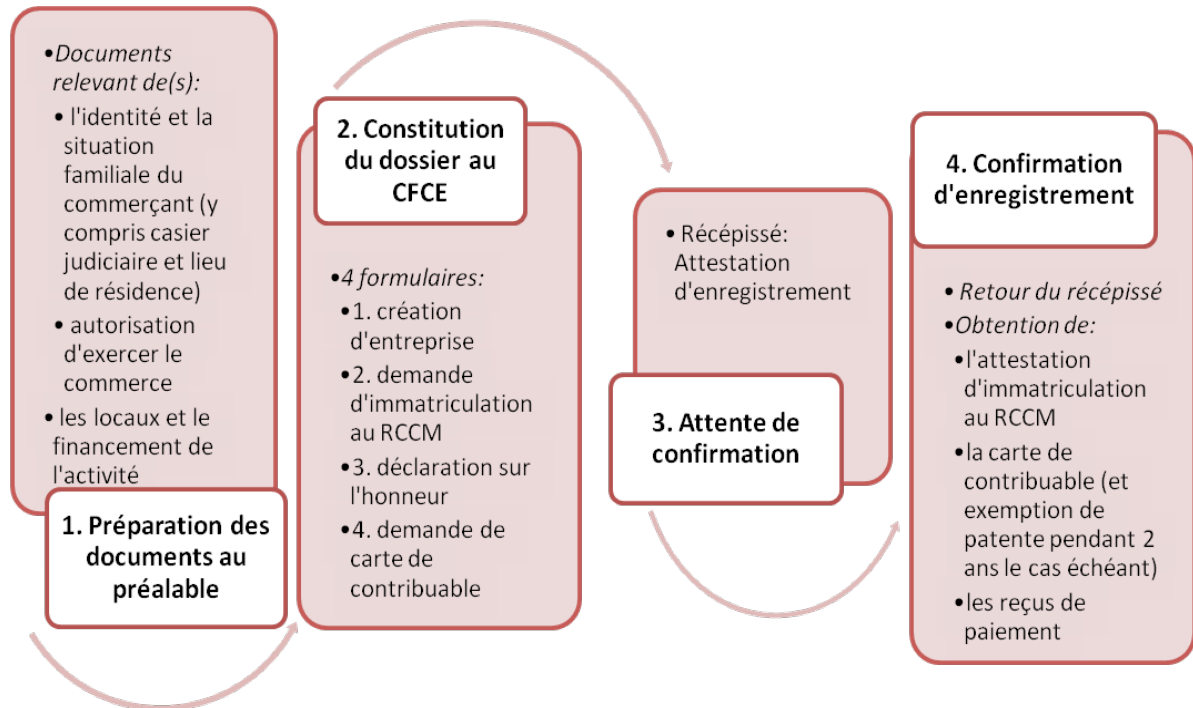 •Documents
relevant de(s):
• l'identité et la
situation
familiale du
commerçant (y
compris casier
judiciaire et lieu
de résidence)
• autorisation
d'exercer le
commerce
• les locaux et le
financement de
l'activité
1. Préparation des
documents au
préalable
2. Constitution
du dossier au
CFCE
•4 formulaires:
•1. création
d'entreprise
•2. demande
d'immatriculation
au RCCM
•3. déclaration sur
l'honneur
•4. demande de
carte de
contribuable
• Récépissé:
Attestation
d'enregistrement
3. Attente de
confirmation
4. Confirmation
d'enregistrement
• Retour du récépissé
•Obtention de:
•l'attestation
d'immatriculation au
RCCM
•la carte de
contribuable (et
exemption de
patente pendant 2
ans le cas échéant)
•les reçus de
paiement